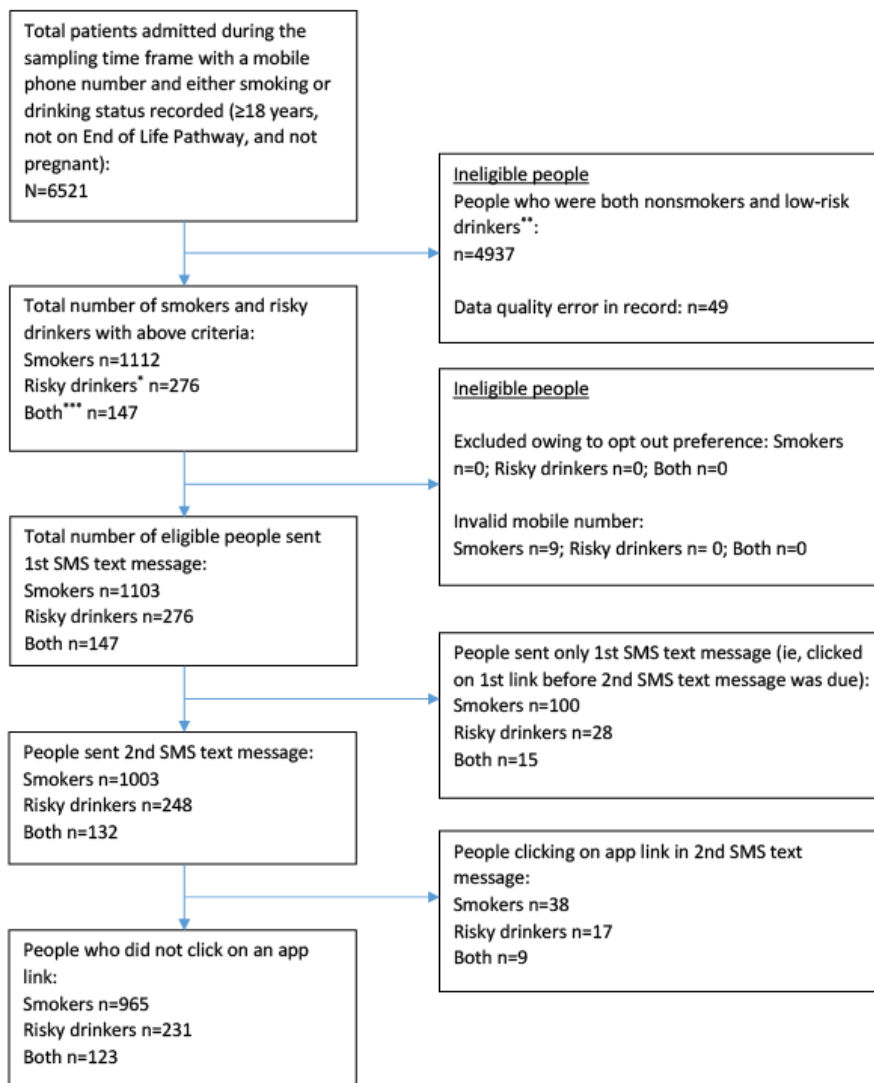 Total patients admitted during the
sampling time frame with a mobile
phone number and either smoking or
drinking status recorded (≥18 years,
not on End of Life Pathway, and not
pregnant):
N=6521
Ineligible people
People who were both nonsmokers and low-risk
drinkers**:
n=4937
Data quality error in record: n=49
Total number of smokers and risky
drinkers with above criteria:
Smokers n=1112
Risky drinkers* n=276
Both*** n=147
Ineligible people
Excluded owing to opt out preference: Smokers
n=0; Risky drinkers n=0; Both n=0
Invalid mobile number:
Smokers n=9; Risky drinkers n= 0; Both n=0
Total number of eligible people sent
1st SMS text message:
Smokers n=1103
Risky drinkers n=276
Both n=147
People sent only 1st SMS text message (ie, clicked
on 1st link before 2nd SMS text message was due):
Smokers n=100
Risky drinkers n=28
Both n=15
People sent 2nd SMS text message:
Smokers n=1003
Risky drinkers n=248
Both n=132
People clicking on app link in 2nd SMS text
message:
Smokers n=38
Risky drinkers n=17
Both n=9
People who did not click on an app
link:
Smokers n=965
Risky drinkers n=231
Both n=123